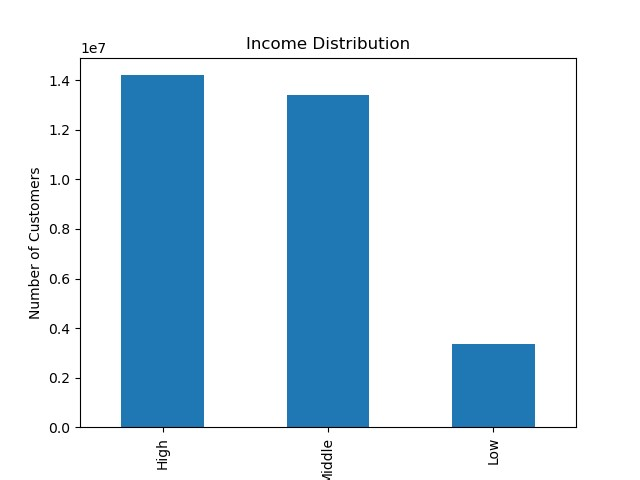 Income Distribution
1e7
1.4
1.2
1.0
0.8
0.6
0.4
0.2
0.0
Number of Customers
High
Middle
Low